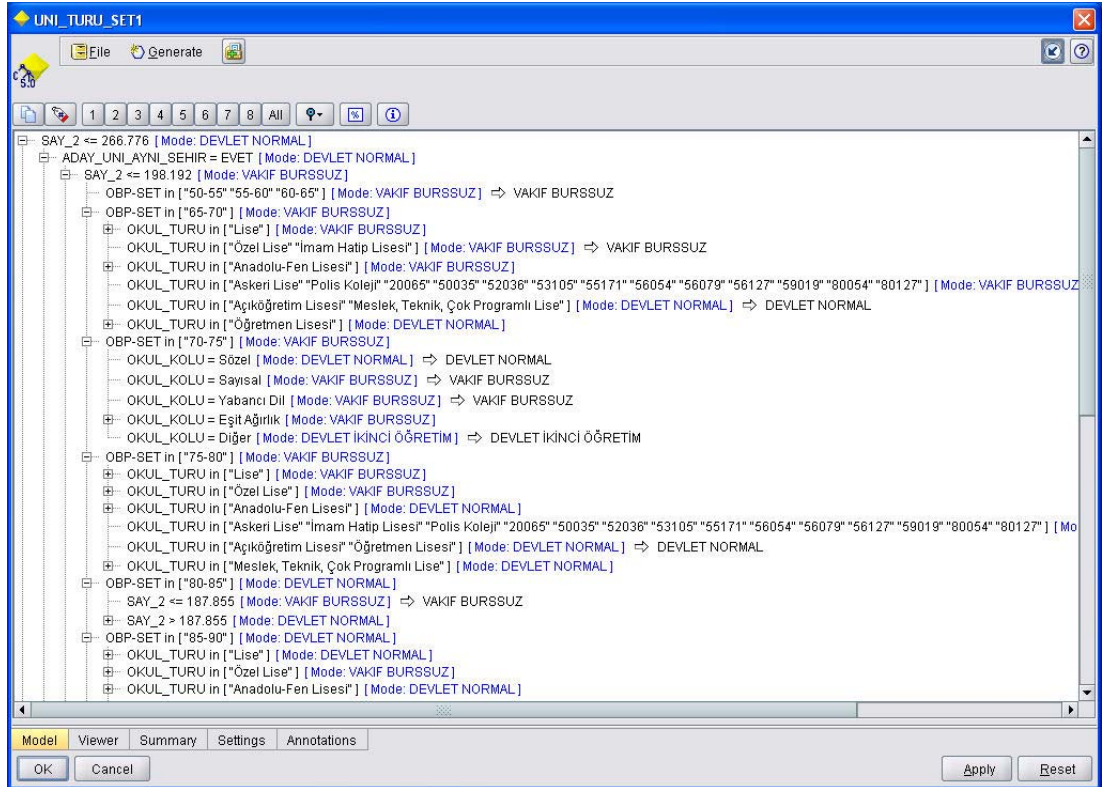 UNI_TURU_SET1
File Generate
C5.0
1 2 3 4 5 6 7 8 All %
SAY_2 <= 266.776 [Mode: DEVLET NORMAL]
ADAY_UNI_AYNI_SEHIR = EVET [Mode: DEVLET NORMAL]
SAY_2 <= 198.192 [Mode: VAKIF BURSSUZ]
OBP-SET in ["50-55" "55-60" "60-65"] [Mode: VAKIF BURSSUZ] ⇨ VAKIF BURSSUZ
OBP-SET in ["65-70"] [Mode: VAKIF BURSSUZ]
OKUL_TURU in ["Lise"] [Mode: VAKIF BURSSUZ]
OKUL_TURU in ["Özel Lise" "İmam Hatip Lisesi"] [Mode: VAKIF BURSSUZ] ⇨ VAKIF BURSSUZ
OKUL_TURU in ["Anadolu-Fen Lisesi"] [Mode: VAKIF BURSSUZ]
OKUL_TURU in ["Askeri Lise" "Polis Koleji" "20065" "50035" "52036" "53105" "55171" "56054" "56079" "56127" "59019" "80054" "80127"] [Mode: VAKIF BURSSUZ
OKUL_TURU in ["Açıköğretim Lisesi" "Meslek, Teknik, Çok Programlı Lise"] [Mode: DEVLET NORMAL] ⇨ DEVLET NORMAL
OKUL_TURU in ["Öğretmen Lisesi"] [Mode: DEVLET NORMAL]
OBP-SET in ["70-75"] [Mode: VAKIF BURSSUZ]
OKUL_KOLU = Sözel [Mode: DEVLET NORMAL] ⇨ DEVLET NORMAL
OKUL_KOLU = Sayısal [Mode: VAKIF BURSSUZ] ⇨ VAKIF BURSSUZ
OKUL_KOLU = Yabancı Dil [Mode: VAKIF BURSSUZ] ⇨ VAKIF BURSSUZ
OKUL_KOLU = Eşit Ağırlık [Mode: VAKIF BURSSUZ]
OKUL_KOLU = Diğer [Mode: DEVLET İKİNCİ ÖĞRETİM] ⇨ DEVLET İKİNCİ ÖĞRETİM
OBP-SET in ["75-80"] [Mode: VAKIF BURSSUZ]
OKUL_TURU in ["Lise"] [Mode: VAKIF BURSSUZ]
OKUL_TURU in ["Özel Lise"] [Mode: VAKIF BURSSUZ]
OKUL_TURU in ["Anadolu-Fen Lisesi"] [Mode: DEVLET NORMAL]
OKUL_TURU in ["Askeri Lise" "İmam Hatip Lisesi" "Polis Koleji" "20065" "50035" "52036" "53105" "55171" "56054" "56079" "56127" "59019" "80054" "80127"] [Mo
OKUL_TURU in ["Açıköğretim Lisesi" "Öğretmen Lisesi"] [Mode: DEVLET NORMAL] ⇨ DEVLET NORMAL
OKUL_TURU in ["Meslek, Teknik, Çok Programlı Lise"] [Mode: DEVLET NORMAL]
OBP-SET in ["80-85"] [Mode: DEVLET NORMAL]
SAY_2 <= 187.855 [Mode: VAKIF BURSSUZ] ⇨ VAKIF BURSSUZ
SAY_2 > 187.855 [Mode: DEVLET NORMAL]
OBP-SET in ["85-90"] [Mode: DEVLET NORMAL]
OKUL_TURU in ["Lise"] [Mode: DEVLET NORMAL]
OKUL_TURU in ["Özel Lise"] [Mode: VAKIF BURSSUZ]
OKUL_TURU in ["Anadolu-Fen Lisesi"] [Mode: DEVLET NORMAL]
Model Viewer Summary Settings Annotations
OK Cancel Apply Reset